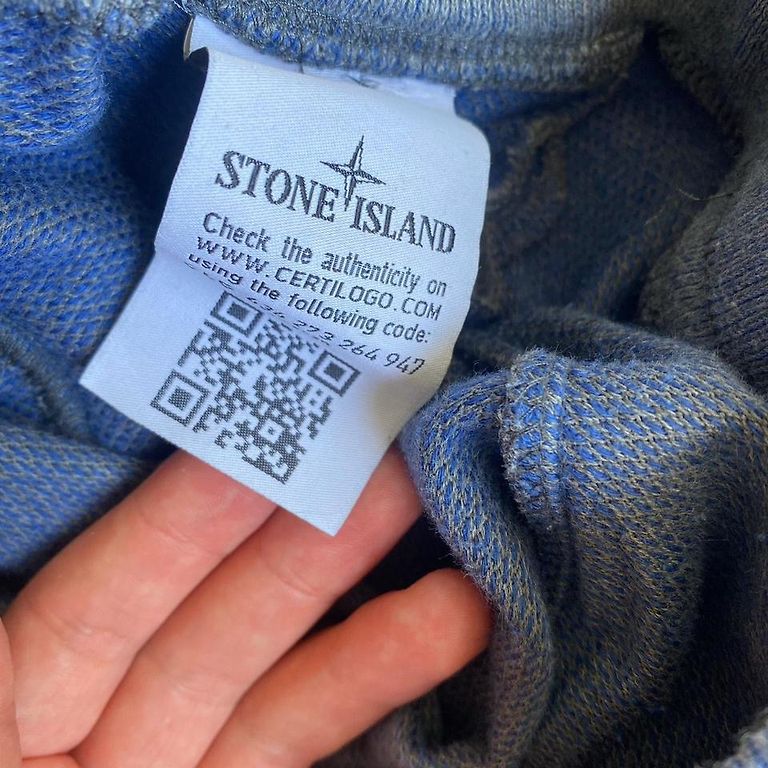 STONE ISLAND
Check the authenticity on
WWW.CERTILOGO.COM
using the following code:
273 264 947